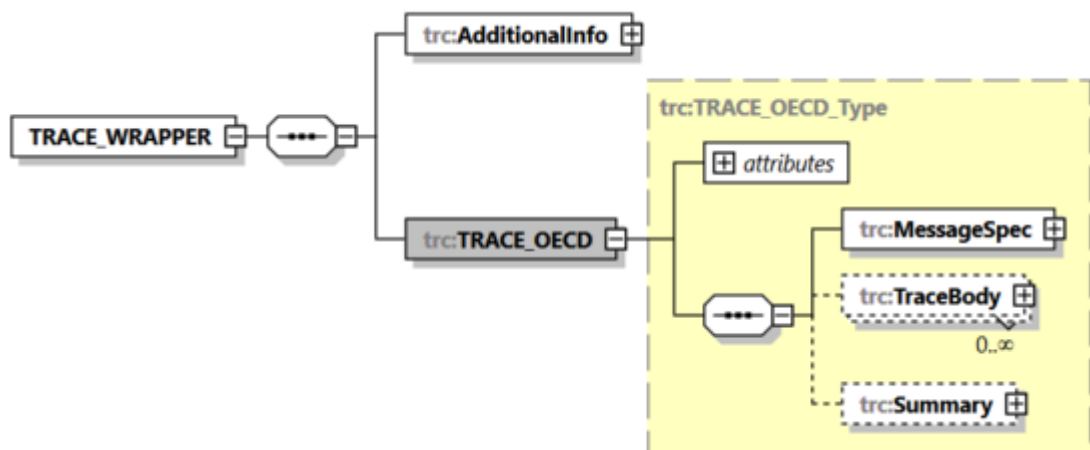 trc:AdditionalInfo
trc:TRACE_OECD_Type
TRACE_WRAPPER
attributes
trc:TRACE_OECD
trc:MessageSpec
trc:TraceBody
0..∞
trc:Summary